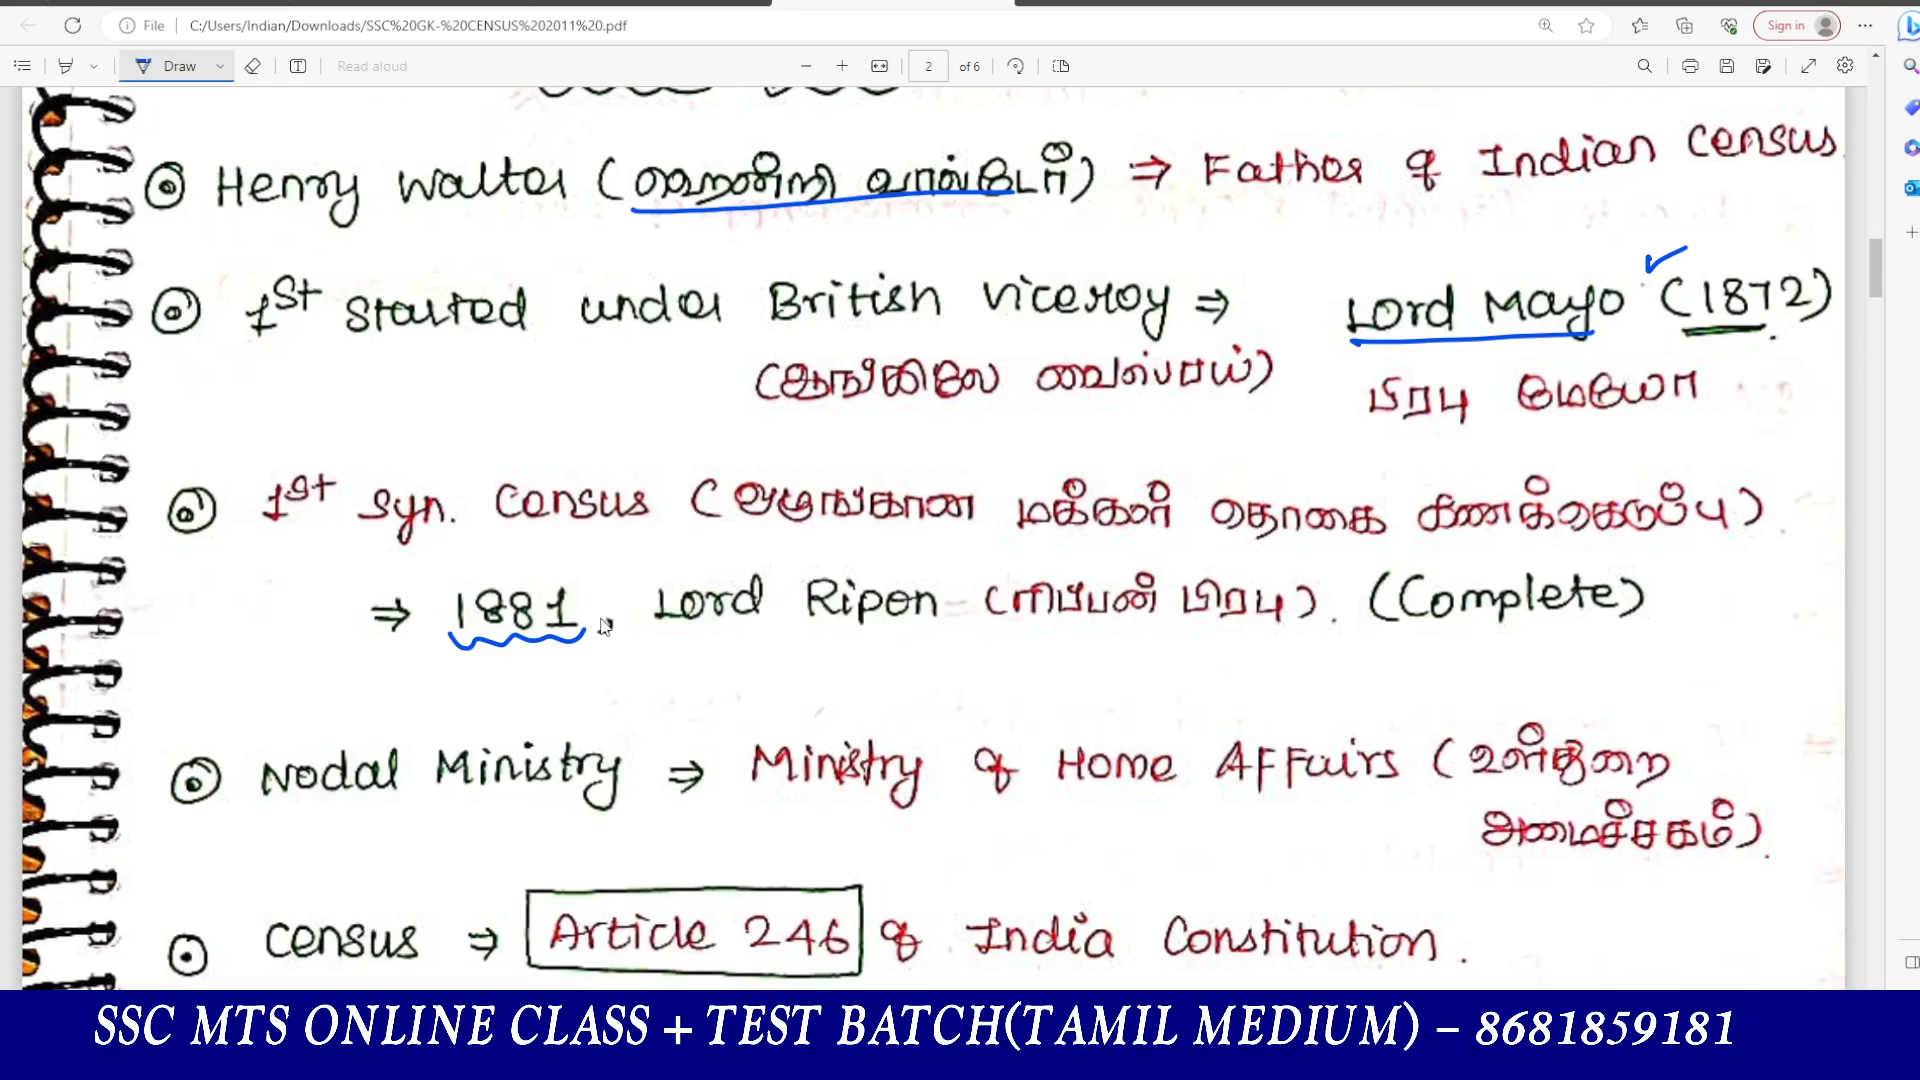 File C:/Users/Indian/Downloads/SSC%20GK-%20CENSUS%202011%20.pdf Sign in
Draw Read aloud 2 of 6
Henry Walter (ஹென்றி வால்டேர்) ⇒ Father of Indian Census.
1st Started under British Viceroy ⇒ Lord Mayo (1872)
(ஆங்கிலேய வைஸ்ராய்) பிரபு மேயோ
1st Syn. Census (ஒழுங்கான மக்கள் தொகை கணக்கெடுப்பு)
⇒ 1881, Lord Ripon - (ரிப்பன் பிரபு). (Complete)
Nodal Ministry ⇒ Ministry of Home Affairs (உள்துறை
அமைச்சகம்).
Census ⇒ Article 246 of India Constitution.
SSC MTS ONLINE CLASS + TEST BATCH(TAMIL MEDIUM) – 8681859181